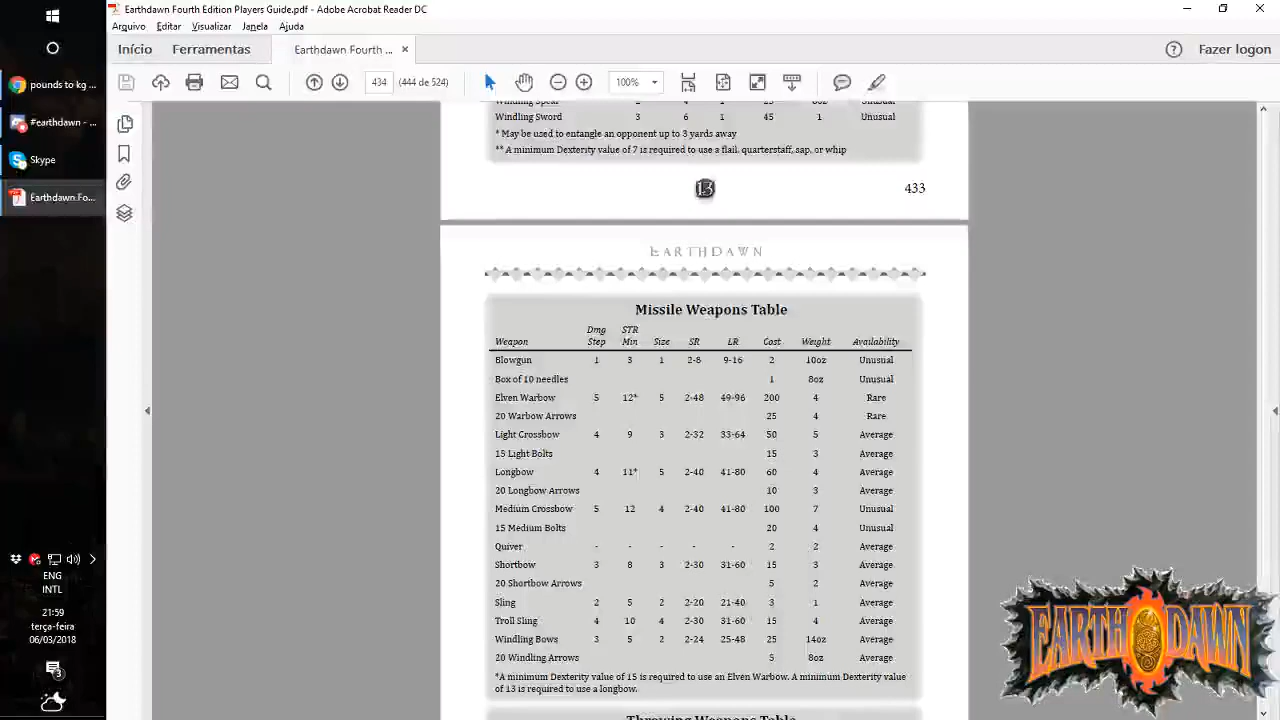 Earthdawn Fourth Edition Players Guide.pdf - Adobe Acrobat Reader DC
Arquivo Editar Visualizar Janela Ajuda
Início Ferramentas Earthdawn Fourth ... × ? Fazer logon
434 (444 de 524) 100%
pounds to kg ...
#earthdawn - ...
Skype
Earthdawn.Fo...
Windling Spear 2 4 1 25 8oz Unusual
Windling Sword 3 6 1 45 1 Unusual
* May be used to entangle an opponent up to 3 yards away
** A minimum Dexterity value of 7 is required to use a flail, quarterstaff, sap, or whip
13 433
EARTHDAWN
Missile Weapons Table
Weapon Dmg Step STR Min Size SR LR Cost Weight Availability
Blowgun 1 3 1 2-8 9-16 2 10oz Unusual
Box of 10 needles 1 8oz Unusual
Elven Warbow 5 12* 5 2-48 49-96 200 4 Rare
20 Warbow Arrows 25 4 Rare
Light Crossbow 4 9 3 2-32 33-64 50 5 Average
15 Light Bolts 15 3 Average
Longbow 4 11* 5 2-40 41-80 60 4 Average
20 Longbow Arrows 10 3 Average
Medium Crossbow 5 12 4 2-40 41-80 100 7 Unusual
15 Medium Bolts 20 4 Unusual
Quiver - - - - - 2 2 Average
Shortbow 3 8 3 2-30 31-60 15 3 Average
20 Shortbow Arrows 5 2 Average
Sling 2 5 2 2-20 21-40 3 1 Average
Troll Sling 4 10 4 2-30 31-60 15 4 Average
Windling Bows 3 5 2 2-24 25-48 25 14oz Average
20 Windling Arrows 5 8oz Average
*A minimum Dexterity value of 15 is required to use an Elven Warbow. A minimum Dexterity value
of 13 is required to use a longbow.
Throwing Weapons Table
ENG
INTL
21:59
terça-feira
06/03/2018
3
EARTHDAWN